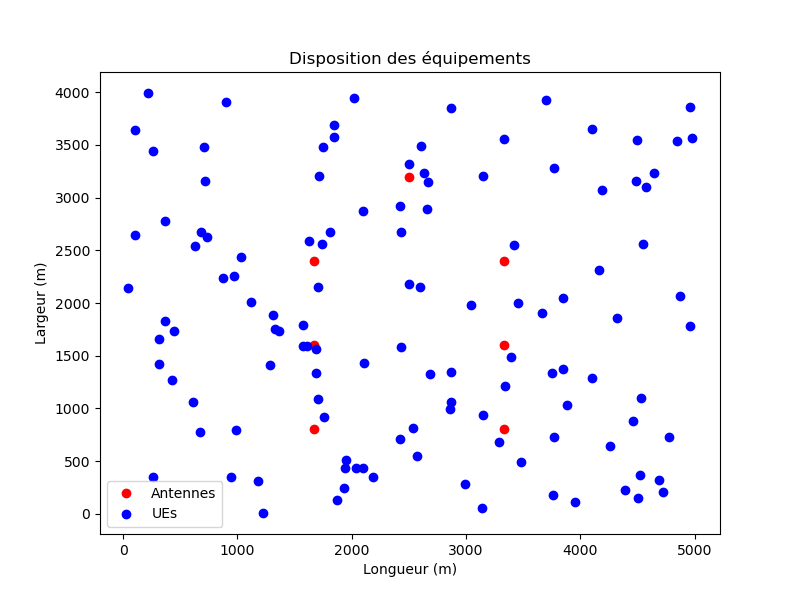 Disposition des équipements
4000
3500
3000
2500
2000
1500
1000
500
0
Largeur (m)
Antennes
UEs
0 1000 2000 3000 4000 5000
Longueur (m)